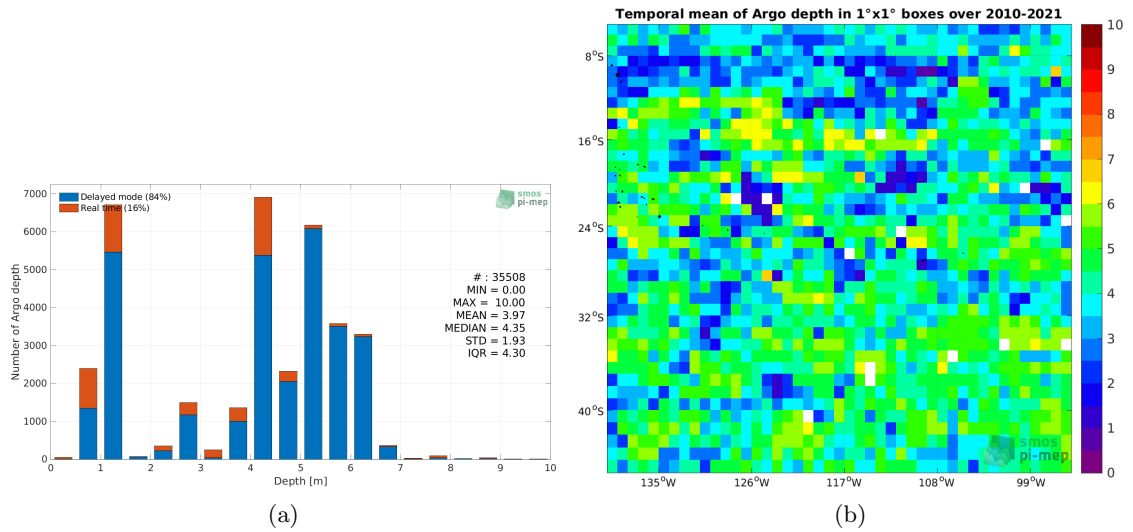 Temporal mean of Argo depth in 1°x1° boxes over 2010-2021
7000
6000
5000
4000
3000
2000
1000
0
Number of Argo depth
Delayed mode (84%)
Real time (16%)
smos
pi-mep
# : 35508
MIN = 0.00
MAX = 10.00
MEAN = 3.97
MEDIAN = 4.35
STD = 1.93
IQR = 4.30
0 1 2 3 4 5 6 7 8 9 10
Depth [m]
(a)
8°S
16°S
24°S
32°S
40°S
135°W 126°W 117°W 108°W 99°W
smos
pi-mep
10
9
8
7
6
5
4
3
2
1
0
(b)